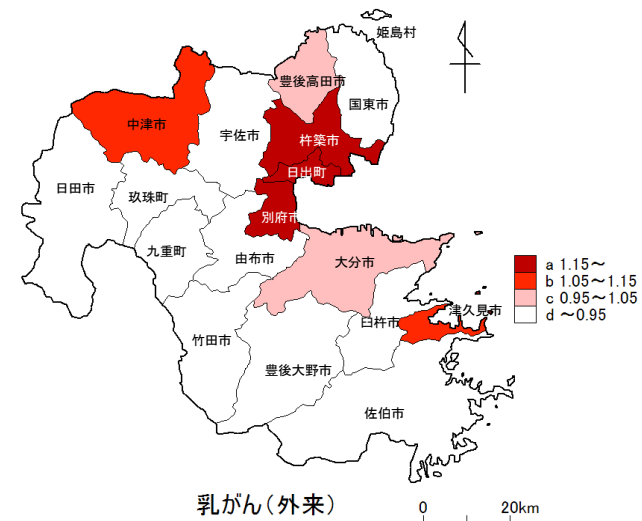 姫島村
豊後高田市
国東市
中津市
宇佐市
杵築市
日出町
日田市
玖珠町
別府市
九重町
由布市
大分市
a 1.15～
b 1.05～1.15
c 0.95～1.05
d ～0.95
津久見市
臼杵市
竹田市
豊後大野市
佐伯市
乳がん（外来）
0 20km